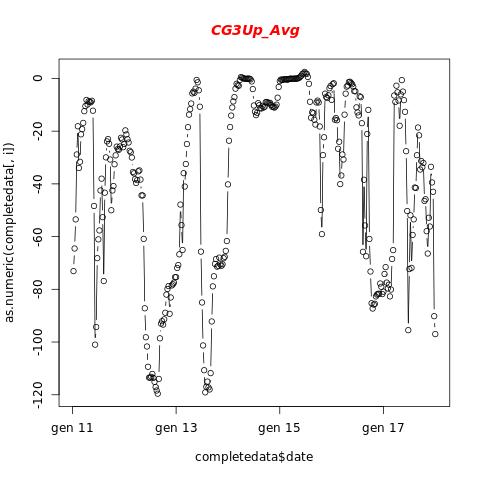 CG3Up_Avg
as.numeric(completedata[, i])
0
-20
-40
-60
-80
-100
-120
gen 11
gen 13
gen 15
gen 17
completedata$date